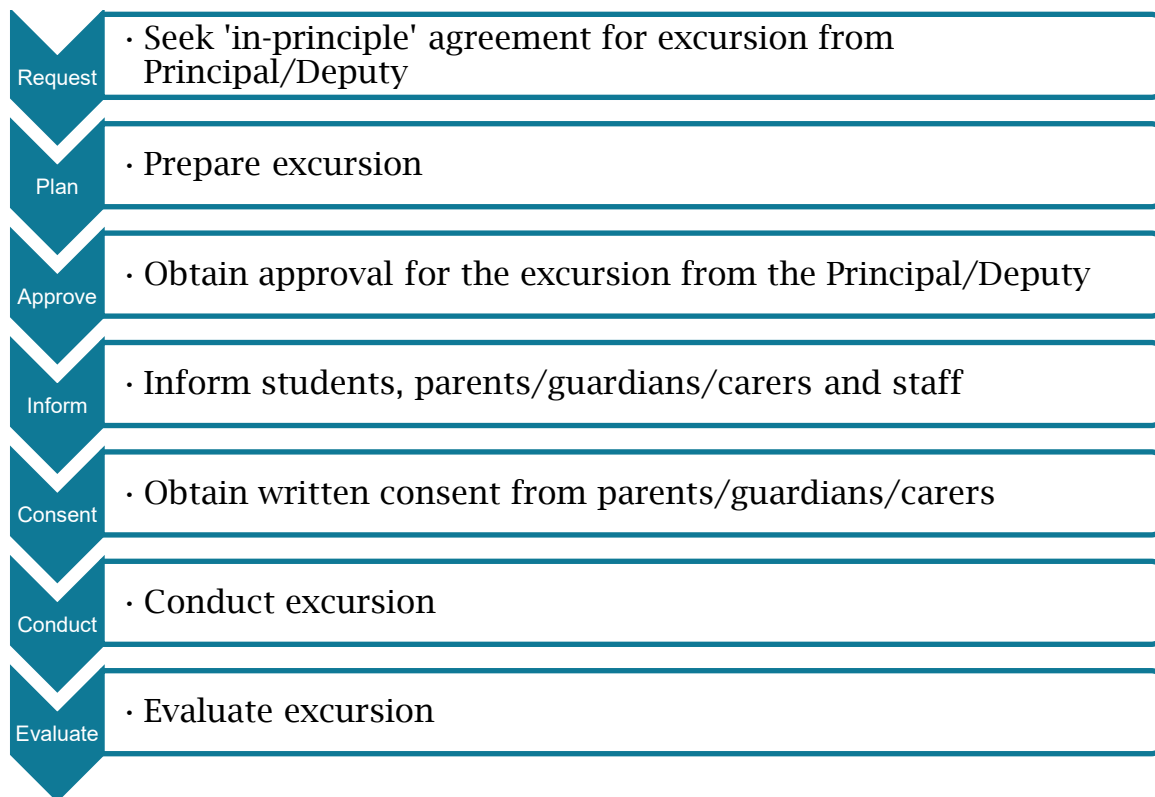 Request
· Seek 'in-principle' agreement for excursion from
Principal/Deputy
Plan
· Prepare excursion
Approve
· Obtain approval for the excursion from the Principal/Deputy
Inform
· Inform students, parents/guardians/carers and staff
Consent
· Obtain written consent from parents/guardians/carers
Conduct
· Conduct excursion
Evaluate
· Evaluate excursion